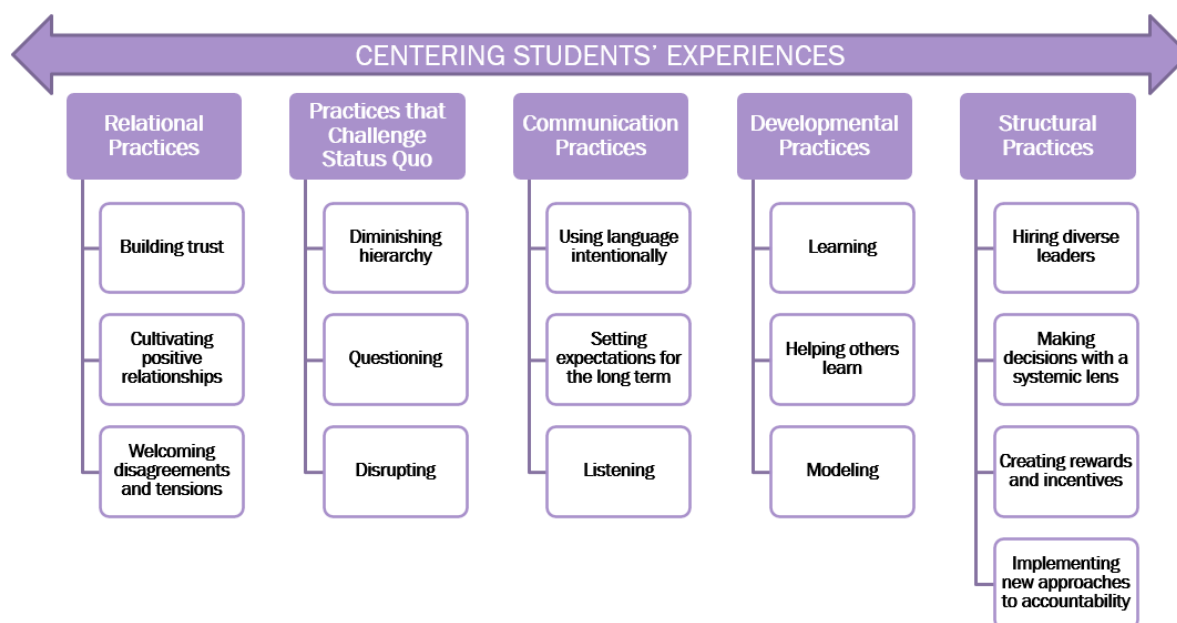 CENTERING STUDENTS' EXPERIENCES
Relational
Practices
Building trust
Cultivating
positive
relationships
Welcoming
disagreements
and tensions
Practices that
Challenge
Status Quo
Diminishing
hierarchy
Questioning
Disrupting
Communication
Practices
Using language
intentionally
Setting
expectations for
the long term
Listening
Developmental
Practices
Learning
Helping others
learn
Modeling
Structural
Practices
Hiring diverse
leaders
Making
decisions with a
systemic lens
Creating rewards
and incentives
Implementing
new approaches
to accountability